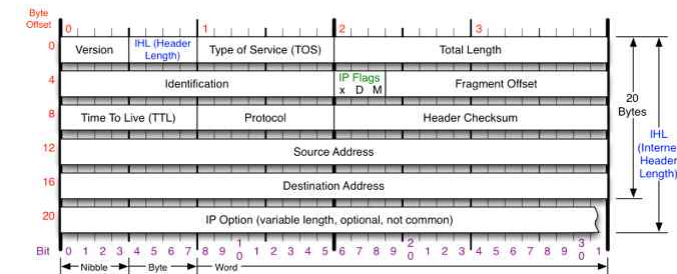 Byte
Offset
0 1 2 3
0 Version IHL (Header Length) Type of Service (TOS) Total Length
4 Identification IP Flags x D M Fragment Offset
8 Time To Live (TTL) Protocol Header Checksum
12 Source Address
16 Destination Address
20 IP Option (variable length, optional, not common)
20
Bytes
IHL
(Interne
Header
Length)
Bit 0 1 2 3 4 5 6 7 8 9 1 0 1 2 3 4 5 6 7 8 9 2 0 1 2 3 4 5 6 7 8 9 3 0 1
Nibble Byte Word